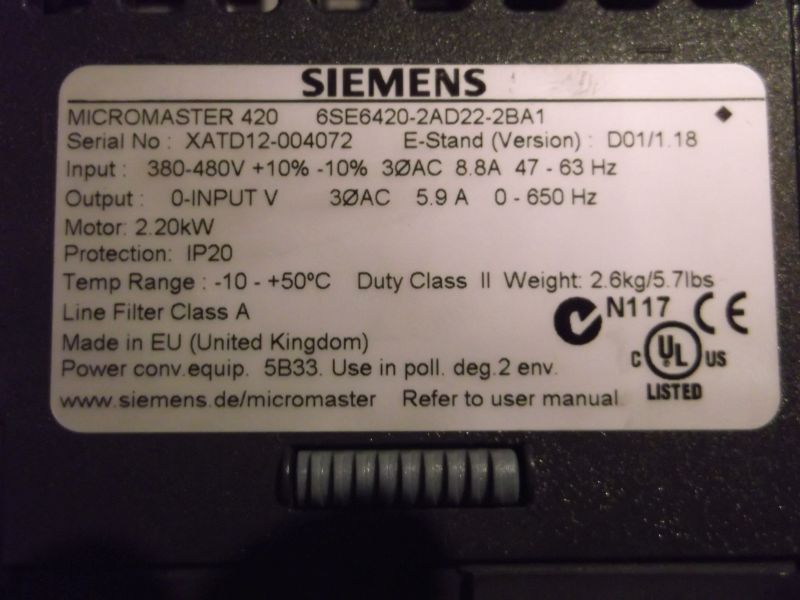 SIEMENS
MICROMASTER 420 6SE6420-2AD22-2BA1
Serial No : XATD12-004072 E-Stand (Version) : D01/1.18
Input : 380-480V +10% -10% 3ØAC 8.8A 47 - 63 Hz
Output : 0-INPUT V 3ØAC 5.9 A 0 - 650 Hz
Motor: 2.20kW
Protection: IP20
Temp Range : -10 - +50ºC Duty Class II Weight: 2.6kg/5.7lbs
Line Filter Class A
N117 CE
Made in EU (United Kingdom)
C UL US
Power conv.equip. 5B33. Use in poll. deg.2 env.
LISTED
www.siemens.de/micromaster Refer to user manual